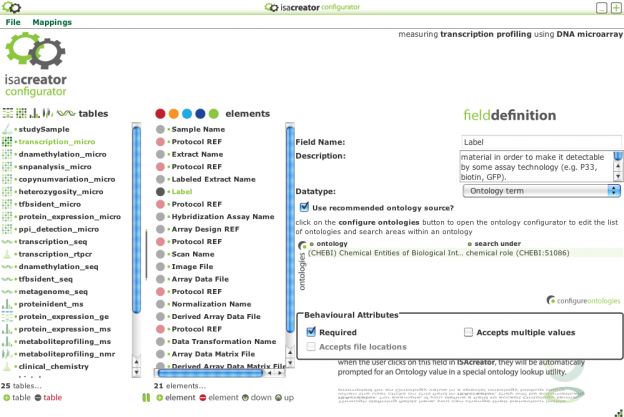 isacreator configurator
File Mappings
measuring transcription profiling using DNA microarray
isacreator
configurator
tables
studySample
transcription_micro
dnamethylation_micro
snpanalysis_micro
copynumvariation_micro
heterozygosity_micro
tfbsident_micro
protein_expression_micro
ppi_detection_micro
transcription_seq
transcription_rtpcr
dnamethylation_seq
tfbsident_seq
metagenome_seq
proteinident_ms
protein_expression_ge
protein_expression_ms
metaboliteprofiling_ms
metaboliteprofiling_nmr
clinical_chemistry
25 tables...
table table
elements
Sample Name
Protocol REF
Extract Name
Protocol REF
Labeled Extract Name
Label
Protocol REF
Hybridization Assay Name
Array Design REF
Protocol REF
Scan Name
Image File
Array Data File
Protocol REF
Normalization Name
Derived Array Data File
Protocol REF
Data Transformation Name
Array Data Matrix File
Derived Array Data Matrix F
21 elements...
element element down up
fielddefinition
Field Name: Label
Description: material in order to make it detectable
by some assay technology (e.g. P33,
biotin, GFP).
Datatype: Ontology term
Use recommended ontology source?
click on the configure ontologies button to open the ontology configurator to edit the list
of ontologies and search areas within an ontology
ontologies
ontology search under
(CHEBI) Chemical Entities of Biological Int... chemical role (CHEBI:51086)
configureontologies
Behavioural Attributes
Required Accepts multiple values
Accepts file locations
when the user clicks on this field in ISAcreator, they will be automatically
prompted for an Ontology value in a special ontology lookup utility.